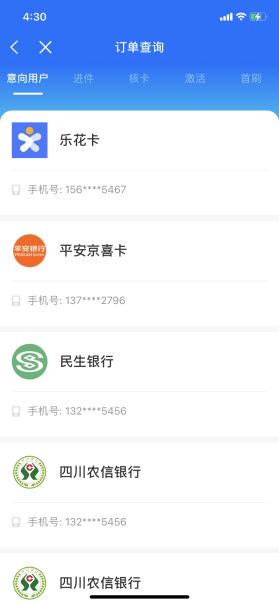 4:30
订单查询
意向用户 进件 核卡 激活 首刷
乐花卡
手机号: 156****5467
平安银行
PING AN BANK
平安京喜卡
手机号: 137****2796
民生银行
手机号: 132****5456
四川农信银行
手机号: 132****5456
四川农信银行